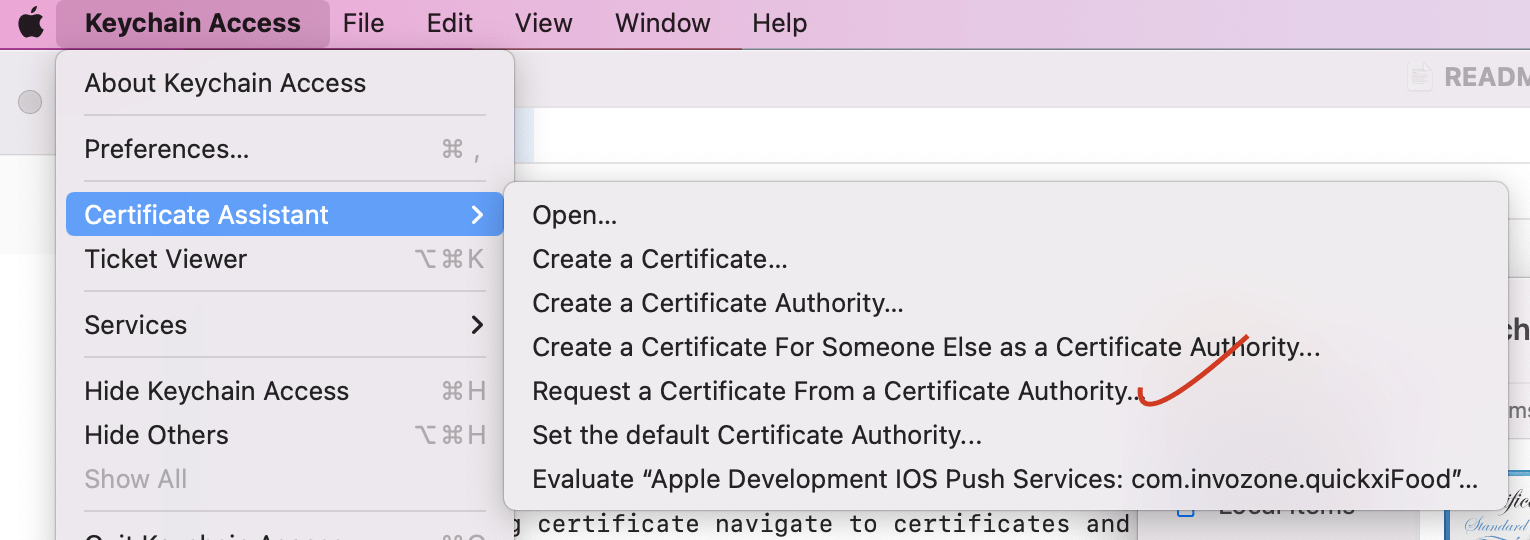 Keychain Access File Edit View Window Help
About Keychain Access
Preferences... ⌘ ,
Certificate Assistant
Ticket Viewer ⌥⌘K
Services
Hide Keychain Access ⌘H
Hide Others ⌥⌘H
Show All
Open...
Create a Certificate...
Create a Certificate Authority...
Create a Certificate For Someone Else as a Certificate Authority...
Request a Certificate From a Certificate Authority...
Set the default Certificate Authority...
Evaluate “Apple Development IOS Push Services: com.invozone.quickxiFood”...
certificate navigate to certificates and
Local Items
Standard